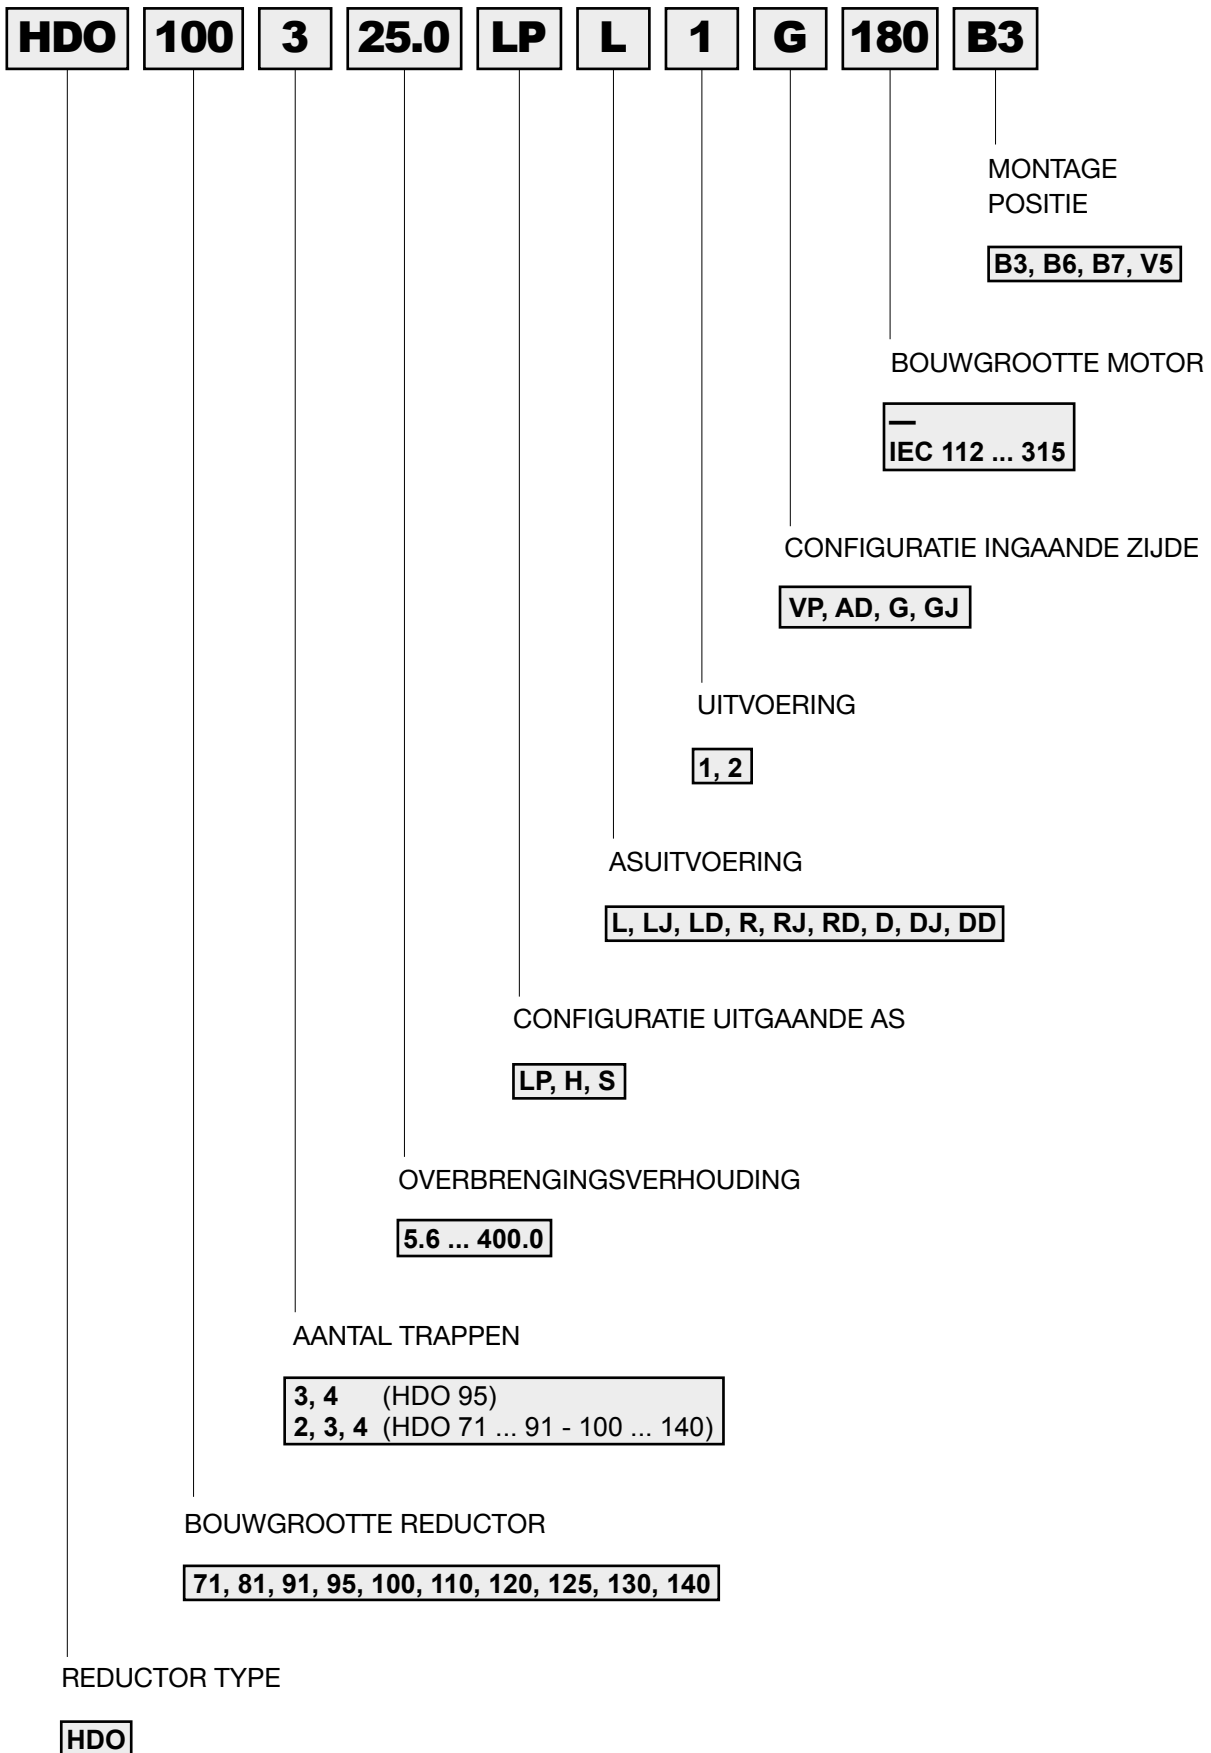 HDO 100 3 25.0 LP L 1 G 180 B3
MONTAGE
POSITIE
B3, B6, B7, V5
BOUWGROOTTE MOTOR
—
IEC 112 ... 315
CONFIGURATIE INGAANDE ZIJDE
VP, AD, G, GJ
UITVOERING
1, 2
ASUITVOERING
L, LJ, LD, R, RJ, RD, D, DJ, DD
CONFIGURATIE UITGAANDE AS
LP, H, S
OVERBRENGINGSVERHOUDING
5.6 ... 400.0
AANTAL TRAPPEN
3, 4 (HDO 95)
2, 3, 4 (HDO 71 ... 91 - 100 ... 140)
BOUWGROOTTE REDUCTOR
71, 81, 91, 95, 100, 110, 120, 125, 130, 140
REDUCTOR TYPE
HDO